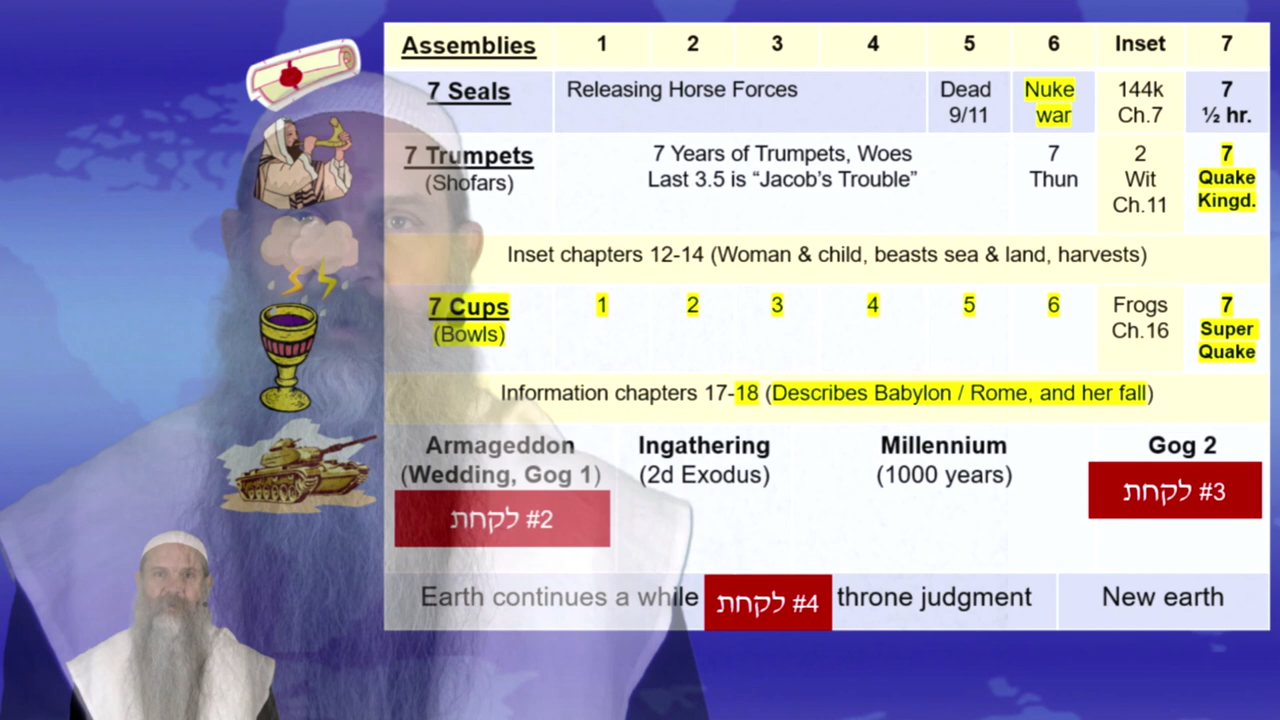 Assemblies 1 2 3 4 5 6 Inset 7
7 Seals Releasing Horse Forces Dead Nuke 144k 7
9/11 war Ch.7 ½ hr.
7 Trumpets 7 Years of Trumpets, Woes 7 2 7
(Shofars) Last 3.5 is “Jacob’s Trouble” Thun Wit Quake
Ch.11 Kingd.
Inset chapters 12-14 (Woman & child, beasts sea & land, harvests)
7 Cups 1 2 3 4 5 6 Frogs 7
(Bowls) Ch.16 Super
Quake
Information chapters 17-18 (Describes Babylon / Rome, and her fall)
Armageddon Ingathering Millennium Gog 2
(Wedding, Gog 1) (2d Exodus) (1000 years)
לקחת #3
לקחת #2
Earth continues a while לקחת #4 throne judgment New earth